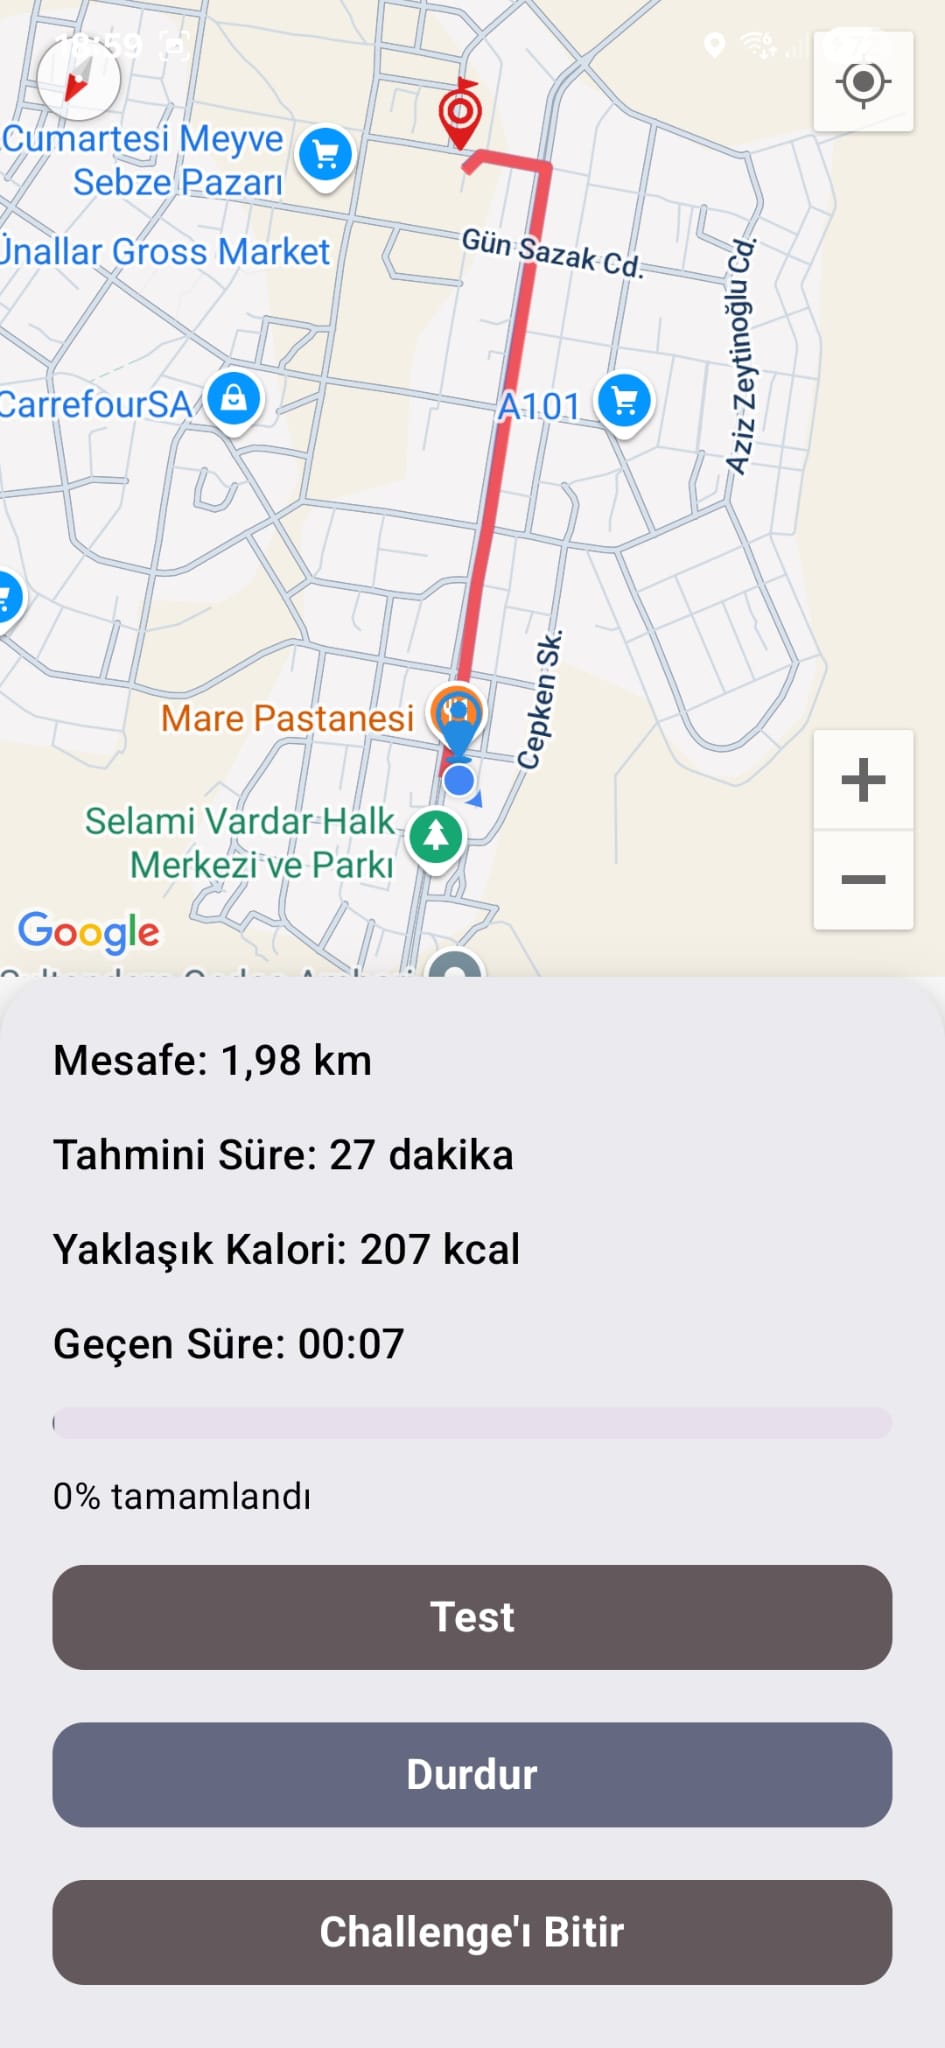 18:59
Cumartesi Meyve
Sebze Pazarı
Ünallar Gross Market
Gün Sazak Cd.
Aziz Zeytinoğlu Cd.
CarrefourSA
A101
Cepken Sk.
Mare Pastanesi
Selami Vardar Halk
Merkezi ve Parkı
Google
Mesafe: 1,98 km
Tahmini Süre: 27 dakika
Yaklaşık Kalori: 207 kcal
Geçen Süre: 00:07
0% tamamlandı
Test
Durdur
Challenge'ı Bitir